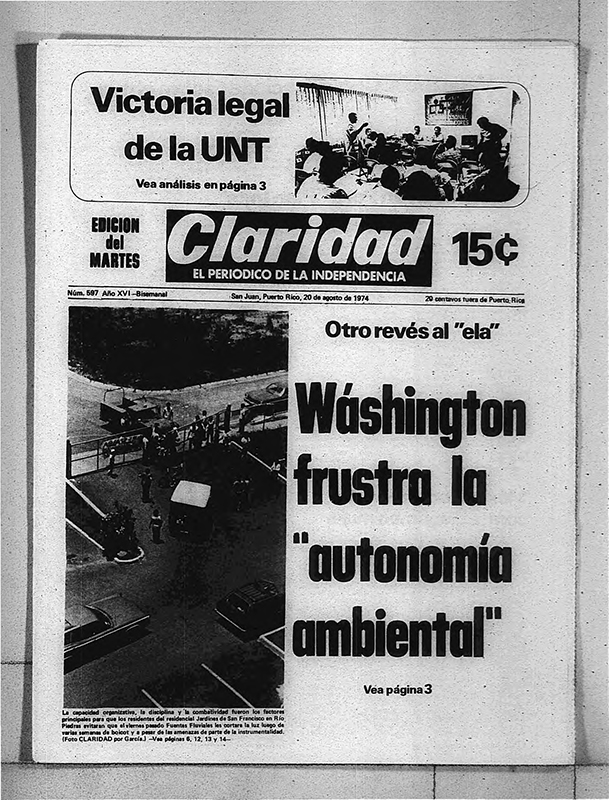 Victoria legal
de la UNT
Vea análisis en página 3
EDICION
del
MARTES
Claridad
EL PERIODICO DE LA INDEPENDENCIA
15¢
Núm. 597 Año XVI – Bisemanal
San Juan, Puerto Rico, 20 de agosto de 1974
20 centavos fuera de Puerto Rico
Otro revés al "ela"
Wáshington
frustra la
"autonomía
ambiental"
Vea página 3
La capacidad organizativa, la disciplina y la combatividad fueron los factores
principales para que los residentes del residencial Jardines de San Francisco en Río
Piedras evitaran que el viernes pasado Fuentes Fluviales les cortara la luz luego de
varias semanas de boicot y a pesar de las amenazas de parte de la instrumentalidad.
(Foto CLARIDAD por García.) –Vea páginas 6, 12, 13 y 14–